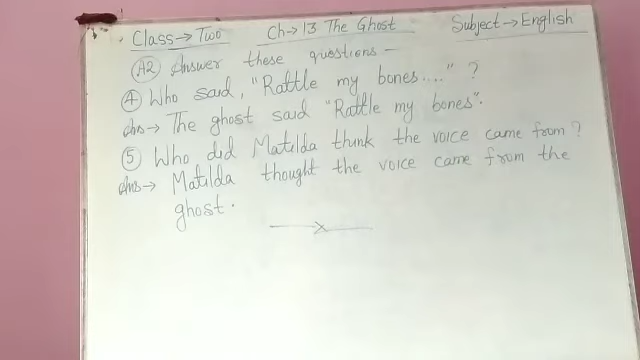 Class→Two Ch→13 The Ghost Subject→English
A2 Answer these questions –
4 Who said, "Rattle my bones...." ?
Ans→ The ghost said "Rattle my bones".
5 Who did Matilda think the voice came from ?
Ans→ Matilda thought the voice came from the
ghost.